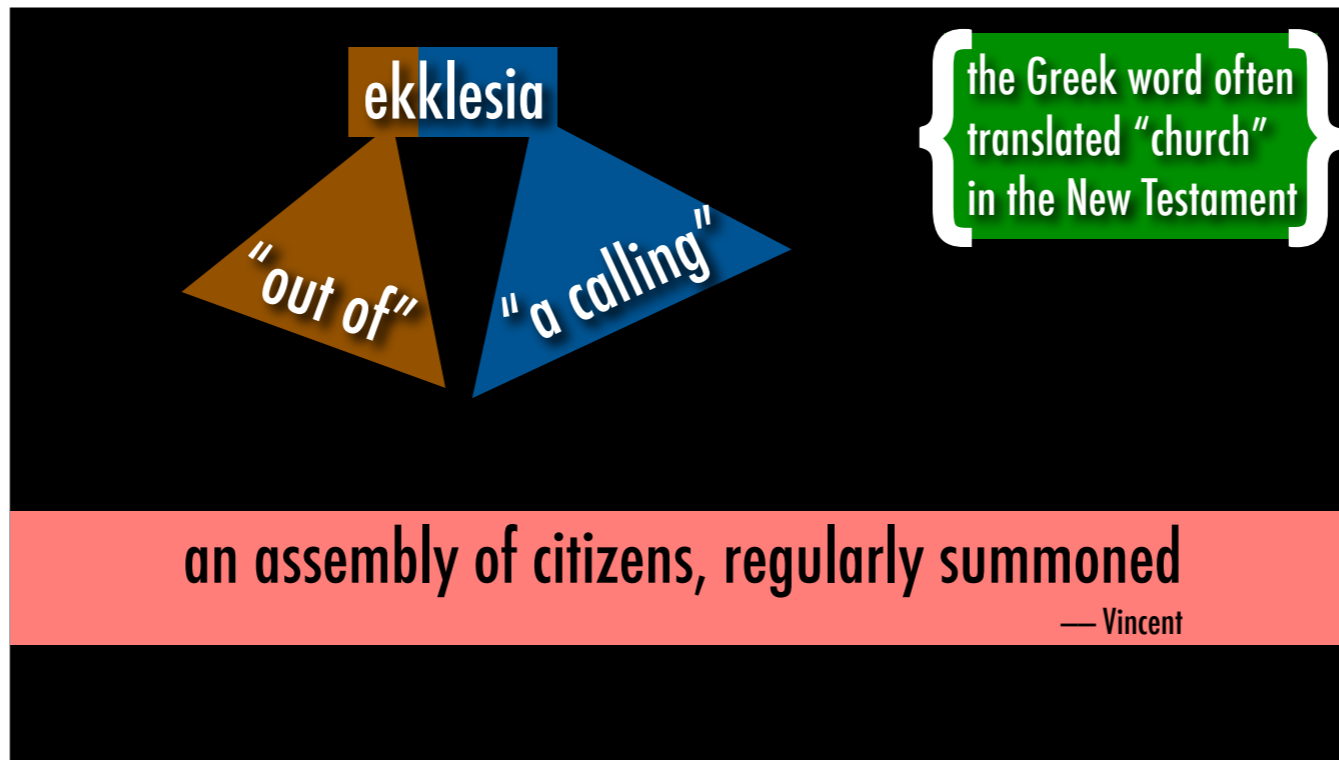 ekklesia
"out of"
"a calling"
the Greek word often
translated “church”
in the New Testament
an assembly of citizens, regularly summoned
— Vincent